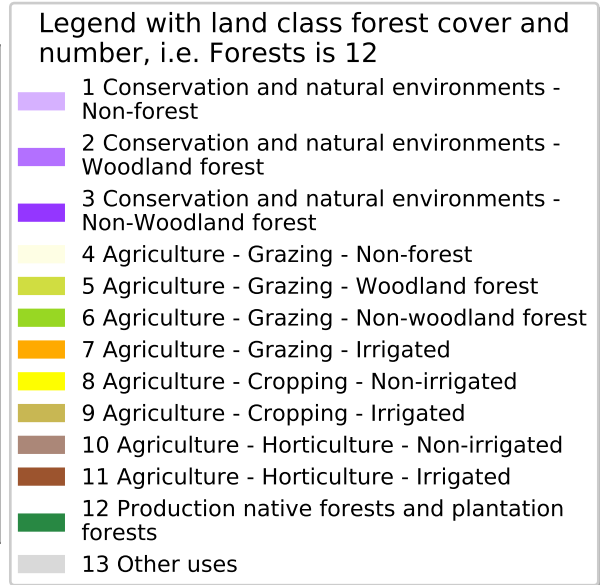 Legend with land class forest cover and
number, i.e. Forests is 12
1 Conservation and natural environments -
Non-forest
2 Conservation and natural environments -
Woodland forest
3 Conservation and natural environments -
Non-Woodland forest
4 Agriculture - Grazing - Non-forest
5 Agriculture - Grazing - Woodland forest
6 Agriculture - Grazing - Non-woodland forest
7 Agriculture - Grazing - Irrigated
8 Agriculture - Cropping - Non-irrigated
9 Agriculture - Cropping - Irrigated
10 Agriculture - Horticulture - Non-irrigated
11 Agriculture - Horticulture - Irrigated
12 Production native forests and plantation
forests
13 Other uses